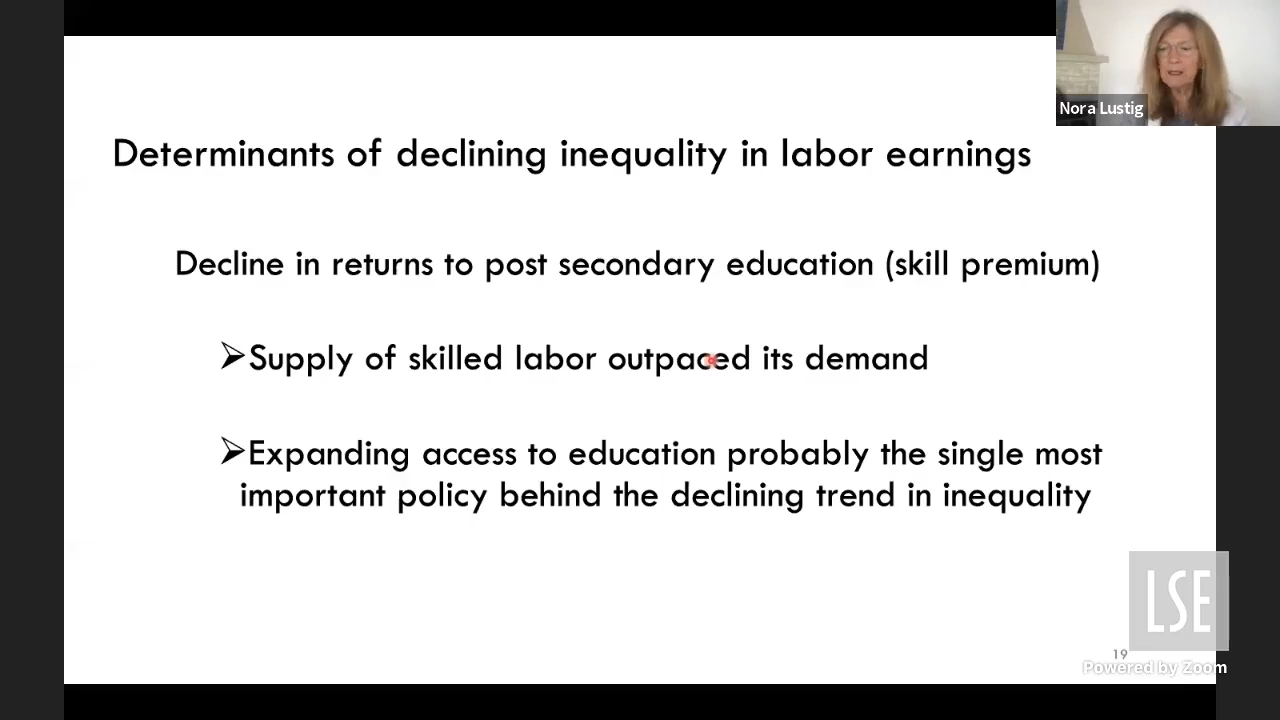 Nora Lustig
Determinants of declining inequality in labor earnings
Decline in returns to post secondary education (skill premium)
➢Supply of skilled labor outpaced its demand
➢Expanding access to education probably the single most
important policy behind the declining trend in inequality
LSE
19
Powered by Zoom